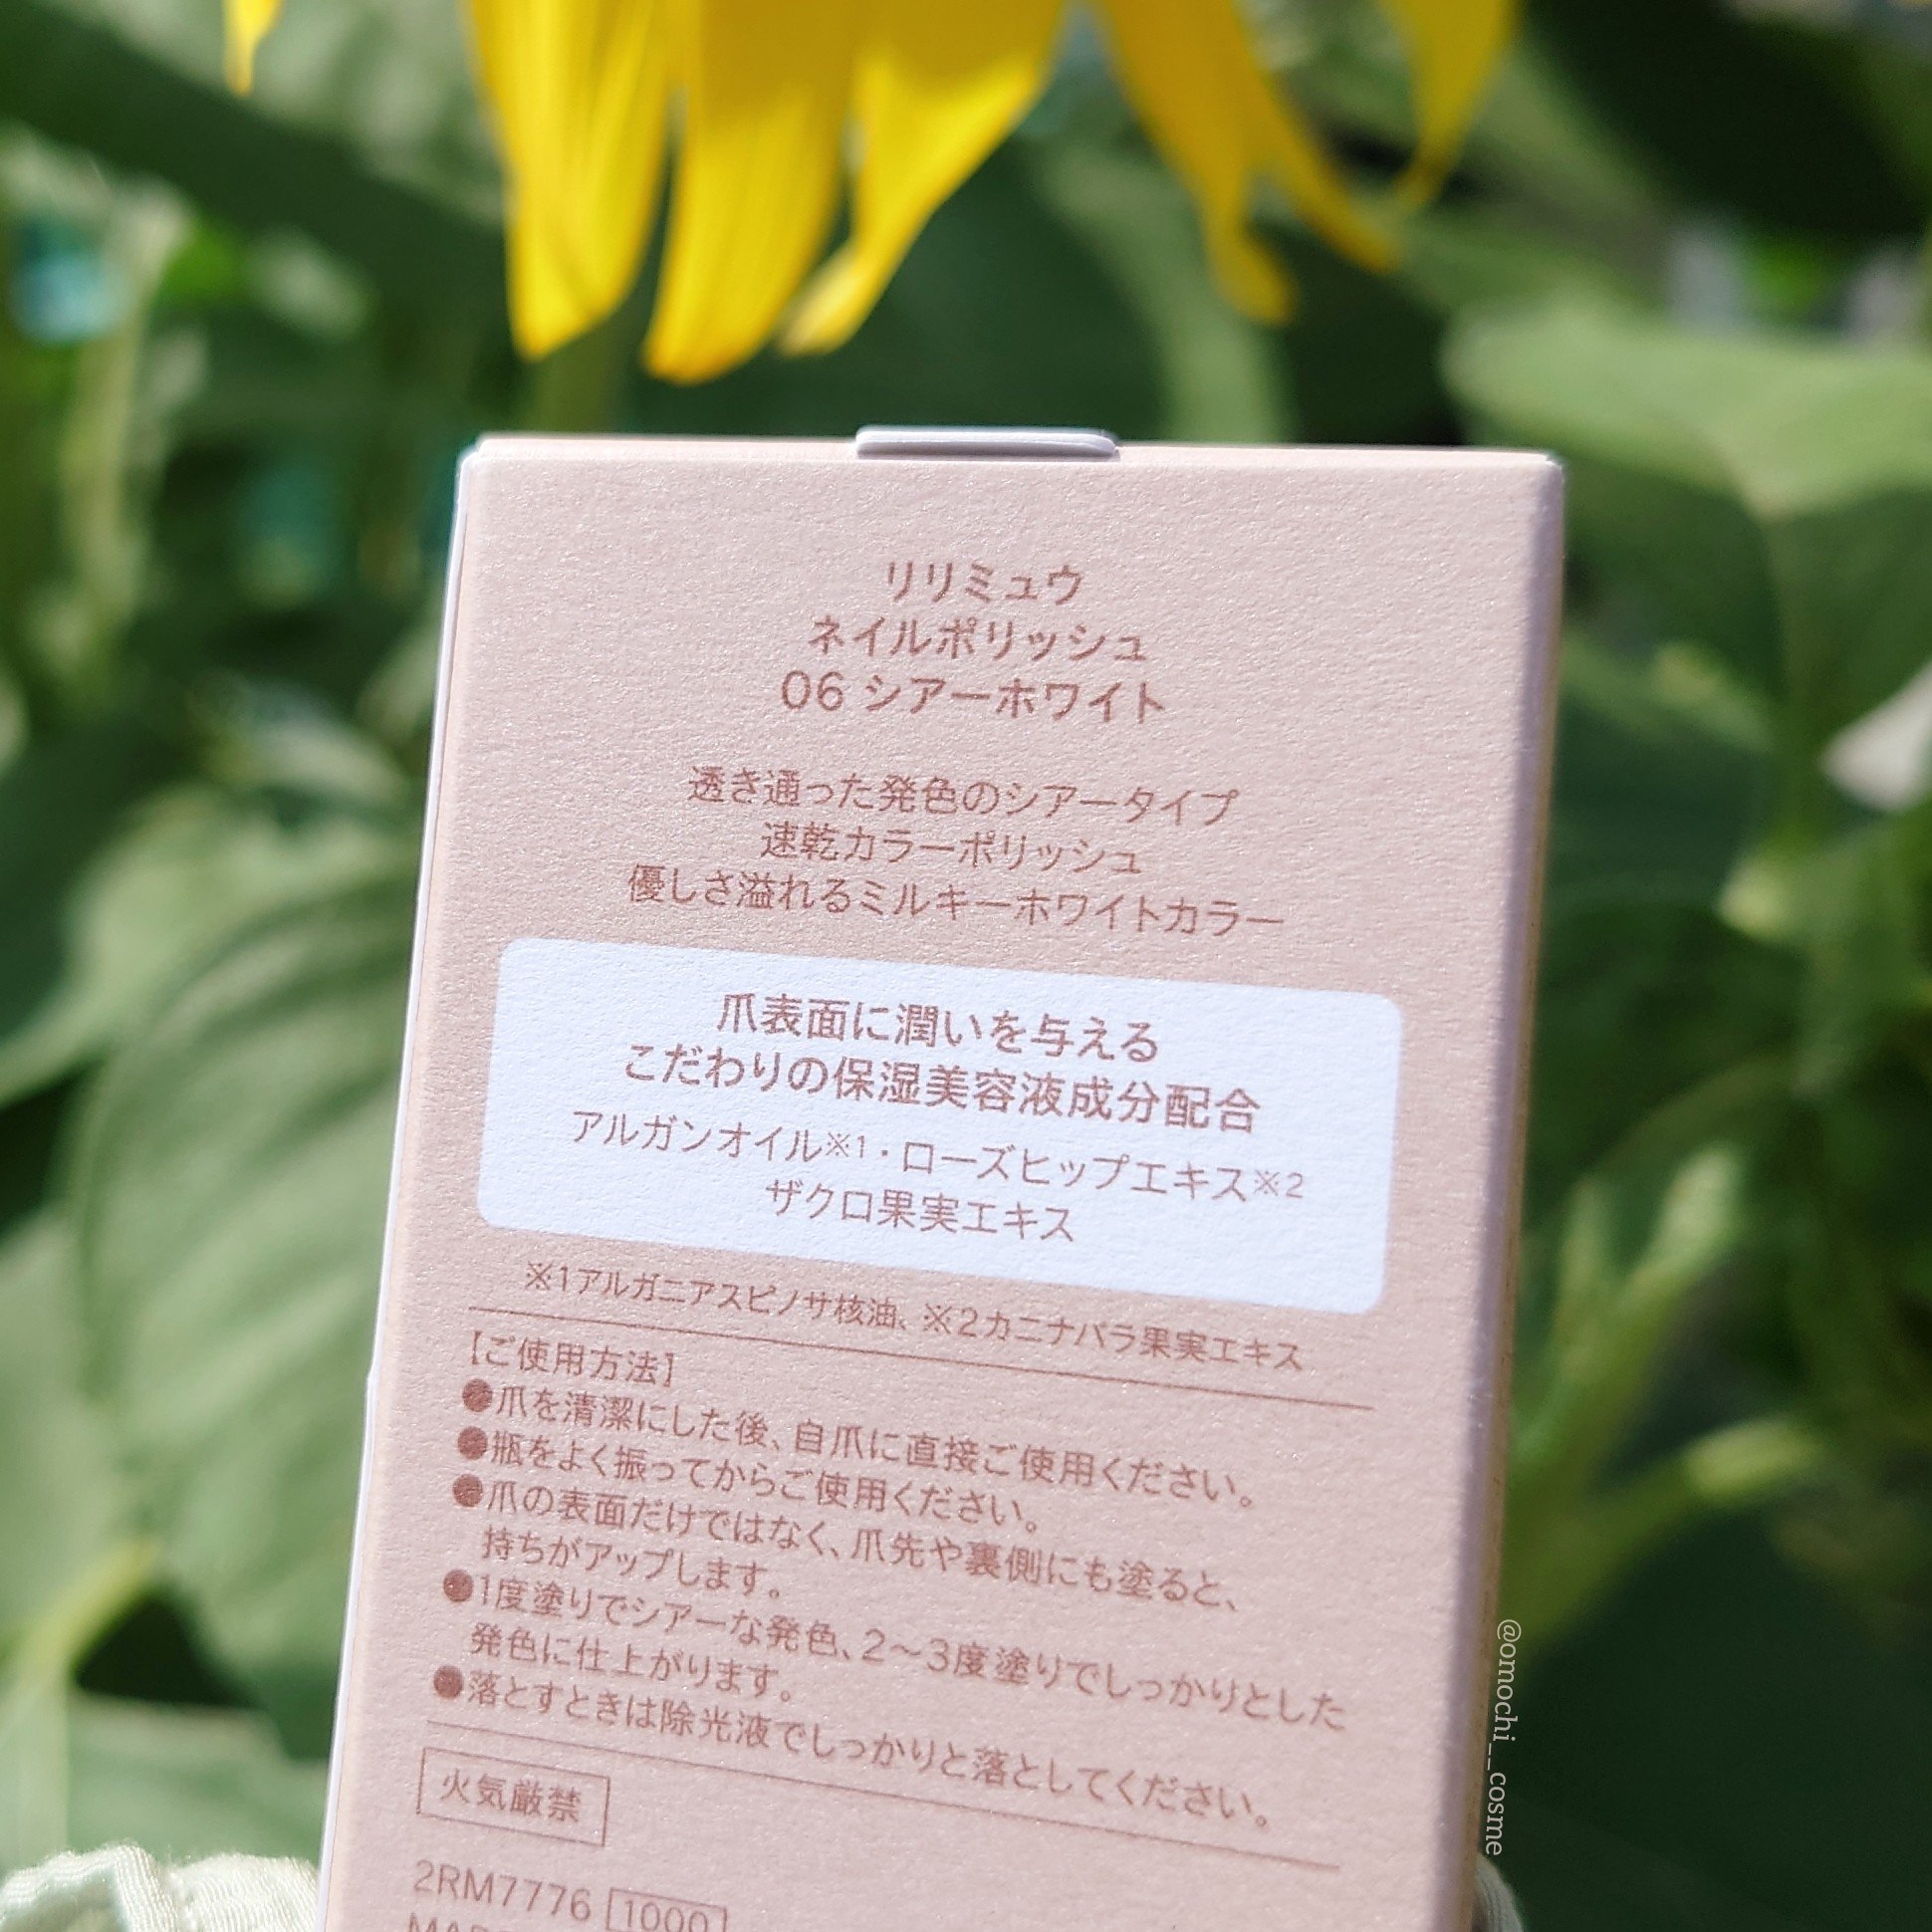 リリミュウ
ネイルポリッシュ
06 シアーホワイト
透き通った発色のシアータイプ
速乾カラーポリッシュ
優しさ溢れるミルキーホワイトカラー
爪表面に潤いを与える
こだわりの保湿美容液成分配合
アルガンオイル※1・ローズヒップエキス※2
ザクロ果実エキス
※1アルガニアスピノサ核油、※2カニナバラ果実エキス
【ご使用方法】
●爪を清潔にした後、自爪に直接ご使用ください。
●瓶をよく振ってからご使用ください。
●爪の表面だけではなく、爪先や裏側にも塗ると、
持ちがアップします。
●1度塗りでシアーな発色、2～3度塗りでしっかりとした
発色に仕上がります。
●落とすときは除光液でしっかりと落としてください。
火気厳禁
2RM7776 1000
@omochi__cosme